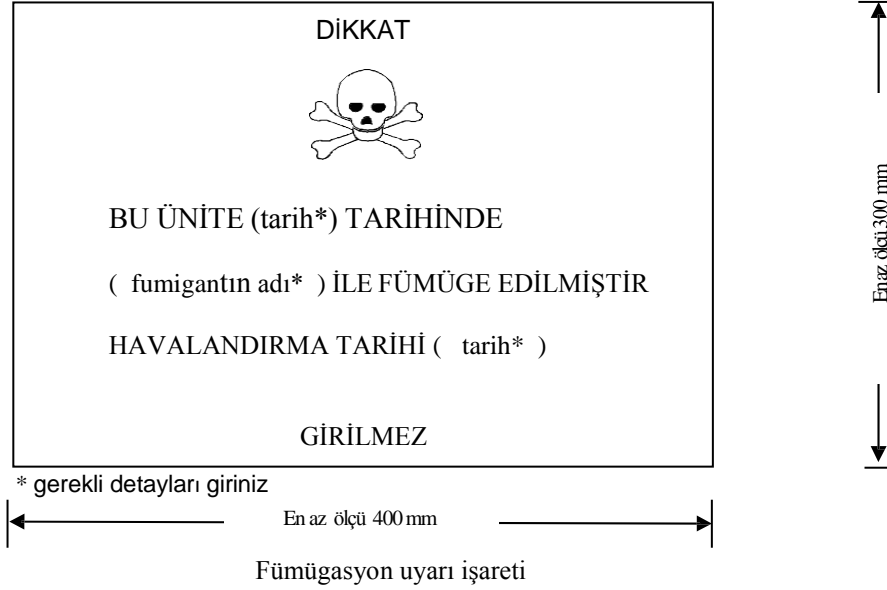 DİKKAT
BU ÜNİTE (tarih*) TARİHİNDE
( fumigantın adı* ) İLE FÜMÜGE EDİLMİŞTİR
HAVALANDIRMA TARİHİ ( tarih* )
GİRİLMEZ
* gerekli detayları giriniz
En az ölçü 400 mm
Fümügasyon uyarı işareti
En az ölçü 300 mm